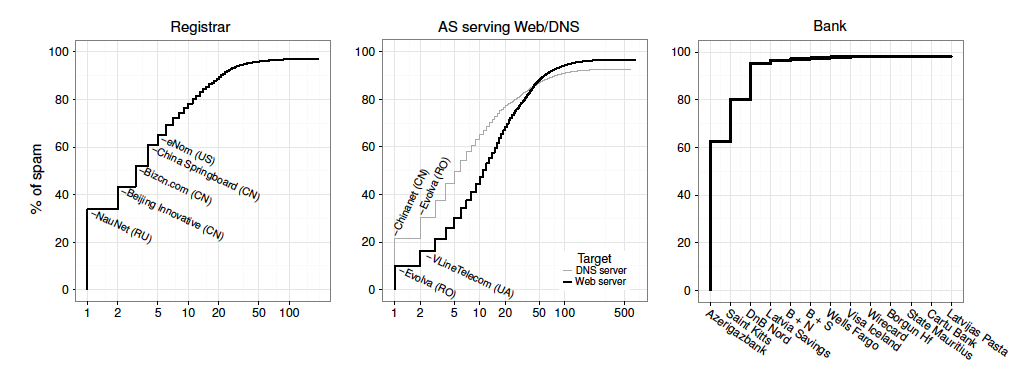 Registrar
AS serving Web/DNS
Bank
% of spam
100
80
60
40
20
0
–eNom (US)
–China Springboard (CN)
–Bizcn.com (CN)
–Beijing Innovative (CN)
–NauNet (RU)
1
2
5
10
20
50
100
100
80
60
40
20
0
–Chinanet (CN)
–Evolva (RO)
–VLineTelecom (UA)
–Evolva (RO)
Target
DNS server
Web server
1
2
5
10
20
50
100
500
100
80
60
40
20
0
Azerigazbank
Saint Kitts
DnB Nord
Latvia Savings
B + N
B + S
Wells Fargo
Visa Iceland
Wirecard
Borgun Hf
State Mauritius
Cartu Bank
Latvijas Pasta